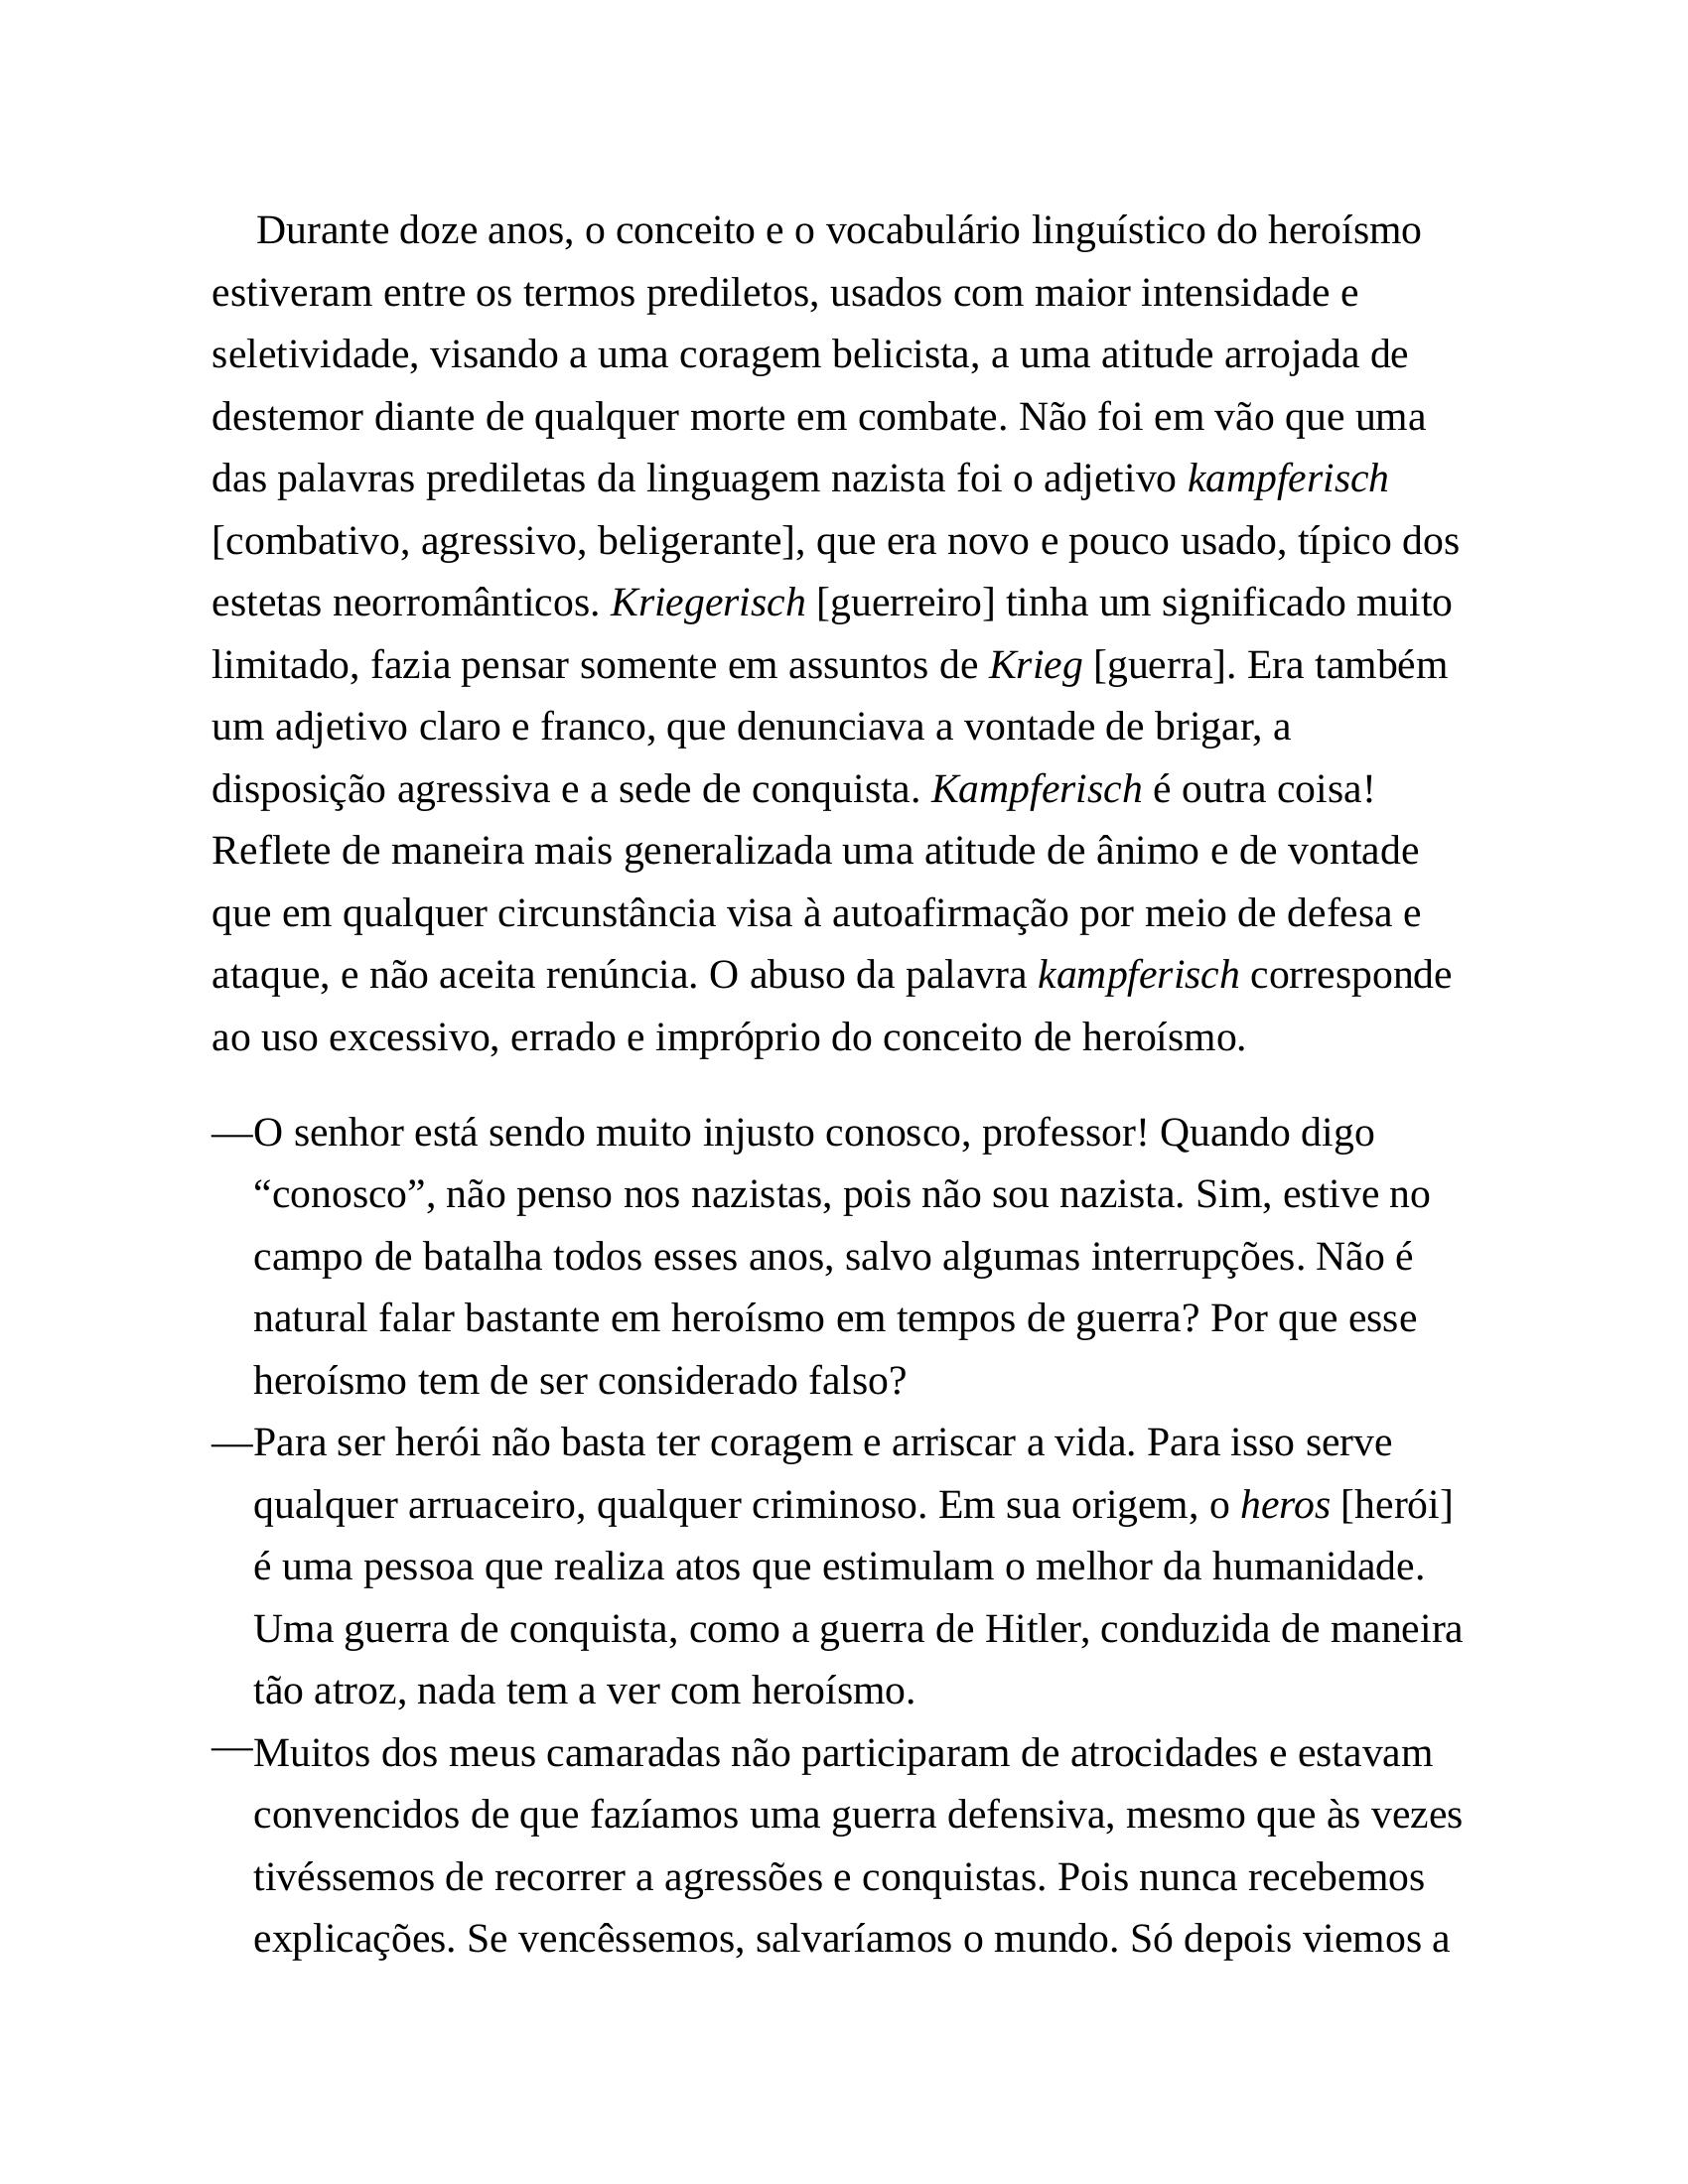 Durante doze anos, o conceito e o vocabulário linguístico do heroísmo
estiveram entre os termos prediletos, usados com maior intensidade e
seletividade, visando a uma coragem belicista, a uma atitude arrojada de
destemor diante de qualquer morte em combate. Não foi em vão que uma
das palavras prediletas da linguagem nazista foi o adjetivo kampferisch
[combativo, agressivo, beligerante], que era novo e pouco usado, típico dos
estetas neorromânticos. Kriegerisch [guerreiro] tinha um significado muito
limitado, fazia pensar somente em assuntos de Krieg [guerra]. Era também
um adjetivo claro e franco, que denunciava a vontade de brigar, a
disposição agressiva e a sede de conquista. Kampferisch é outra coisa!
Reflete de maneira mais generalizada uma atitude de ânimo e de vontade
que em qualquer circunstância visa à autoafirmação por meio de defesa e
ataque, e não aceita renúncia. O abuso da palavra kampferisch corresponde
ao uso excessivo, errado e impróprio do conceito de heroísmo.
—O senhor está sendo muito injusto conosco, professor! Quando digo
“conosco”, não penso nos nazistas, pois não sou nazista. Sim, estive no
campo de batalha todos esses anos, salvo algumas interrupções. Não é
natural falar bastante em heroísmo em tempos de guerra? Por que esse
heroísmo tem de ser considerado falso?
—Para ser herói não basta ter coragem e arriscar a vida. Para isso serve
qualquer arruaceiro, qualquer criminoso. Em sua origem, o heros [herói]
é uma pessoa que realiza atos que estimulam o melhor da humanidade.
Uma guerra de conquista, como a guerra de Hitler, conduzida de maneira
tão atroz, nada tem a ver com heroísmo.
—Muitos dos meus camaradas não participaram de atrocidades e estavam
convencidos de que fazíamos uma guerra defensiva, mesmo que às vezes
tivéssemos de recorrer a agressões e conquistas. Pois nunca recebemos
explicações. Se vencêssemos, salvaríamos o mundo. Só depois viemos a